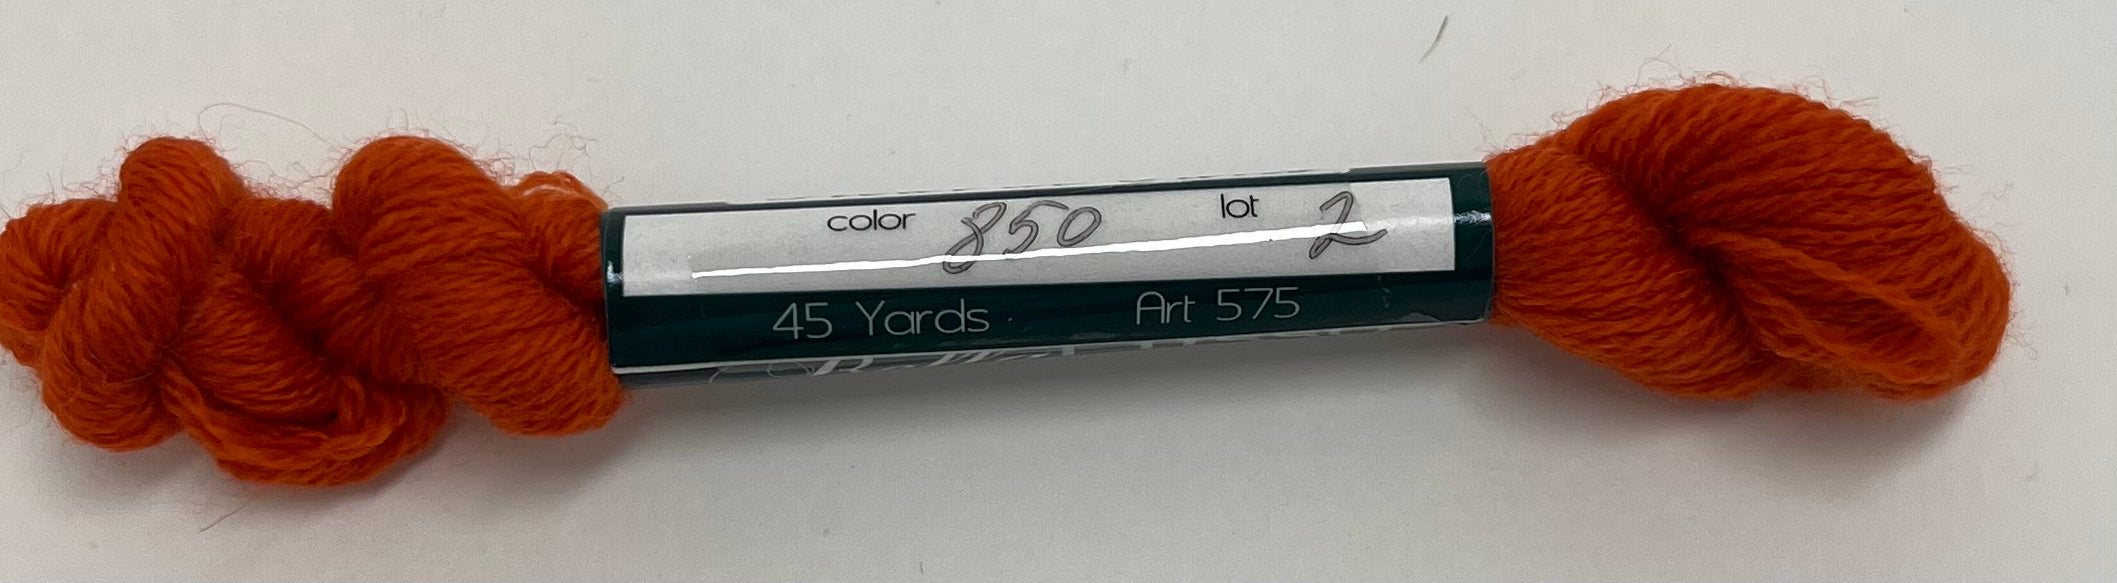 color 850 lot 2
45 Yards Art 575